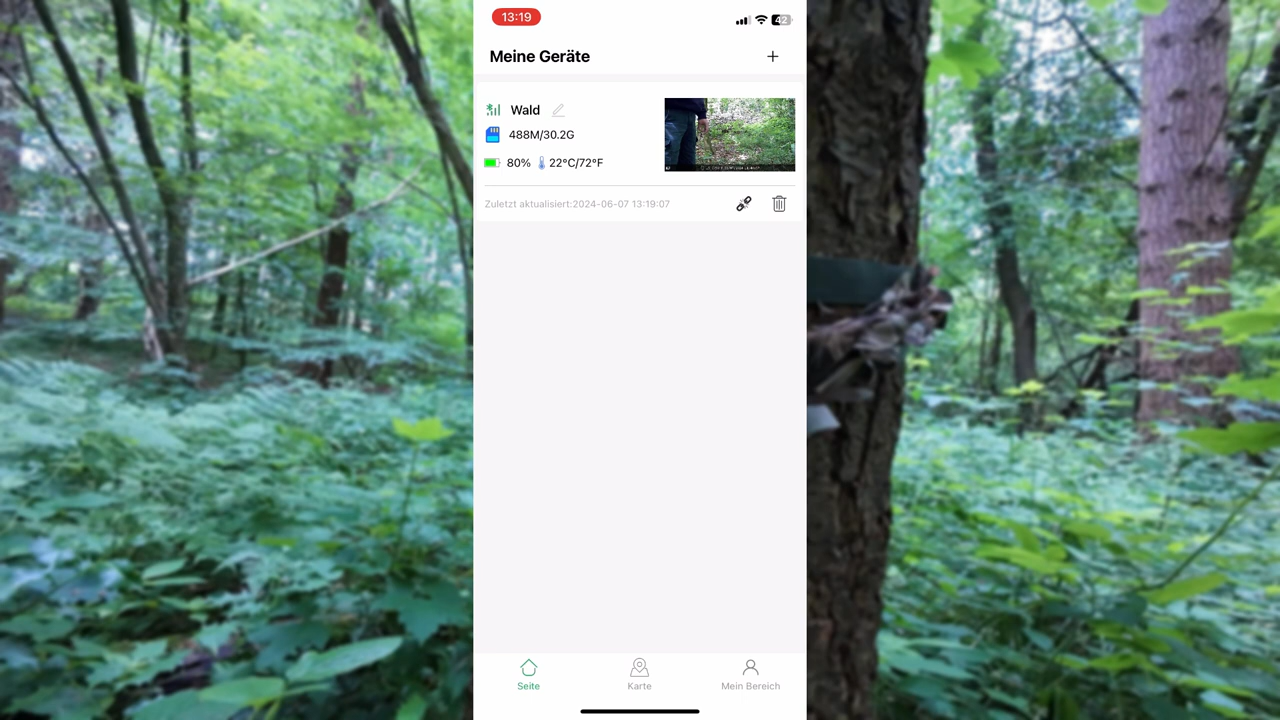 13:19
42
Meine Geräte
Wald
488M/30.2G
80% 22°C/72°F
Zuletzt aktualisiert:2024-06-07 13:19:07
Seite
Karte
Mein Bereich